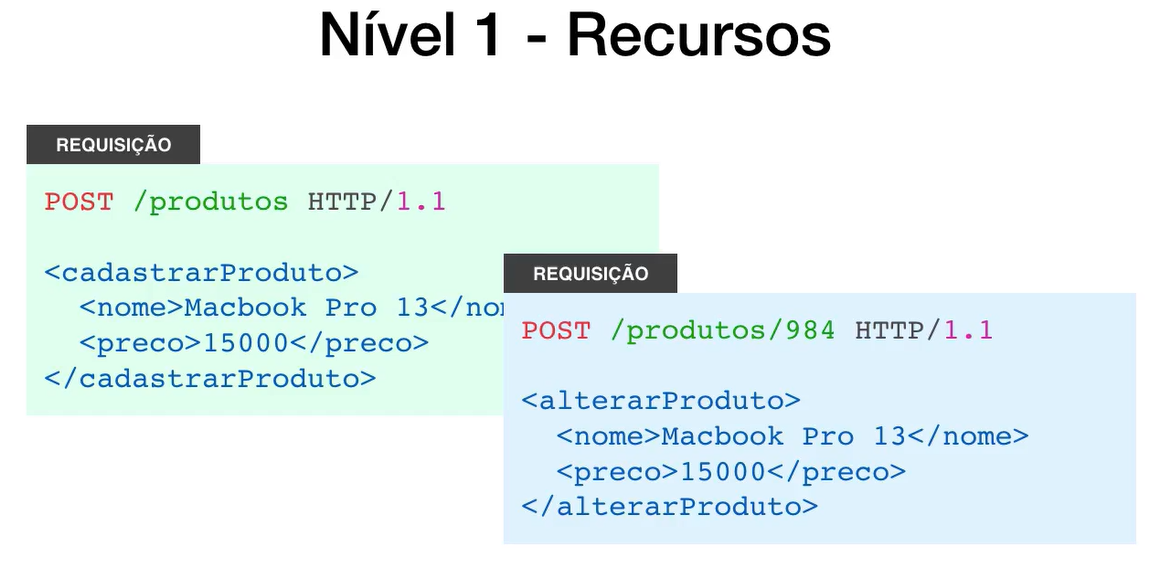 Nível 1 - Recursos
REQUISIÇÃO
POST /produtos HTTP/1.1
<cadastrarProduto>
<nome>Macbook Pro 13</no
<preco>15000</preco>
</cadastrarProduto>
REQUISIÇÃO
POST /produtos/984 HTTP/1.1
<alterarProduto>
<nome>Macbook Pro 13</nome>
<preco>15000</preco>
</alterarProduto>